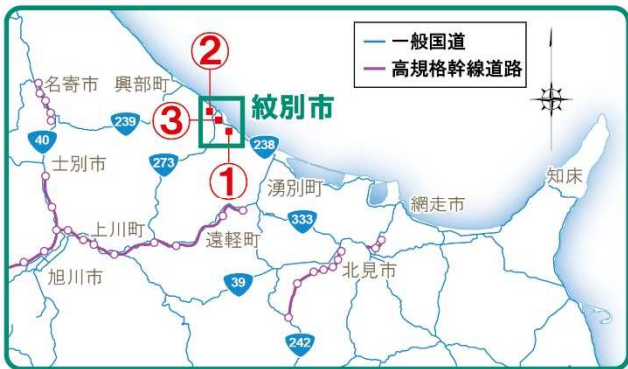 一般国道
高規格幹線道路
②
名寄市
興部町
③
紋別市
239
40
238
273
①
士別市
知床
湧別町
333
網走市
上川町
遠軽町
旭川市
39
北見市
242